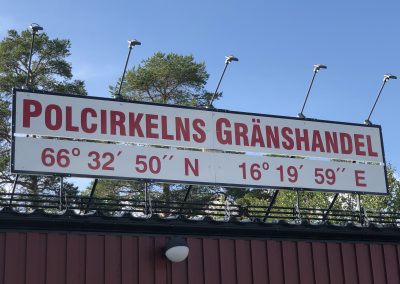 POLCIRKELNS GRÄNSHANDEL
66° 32′ 50′′ N 16° 19′ 59′′ E